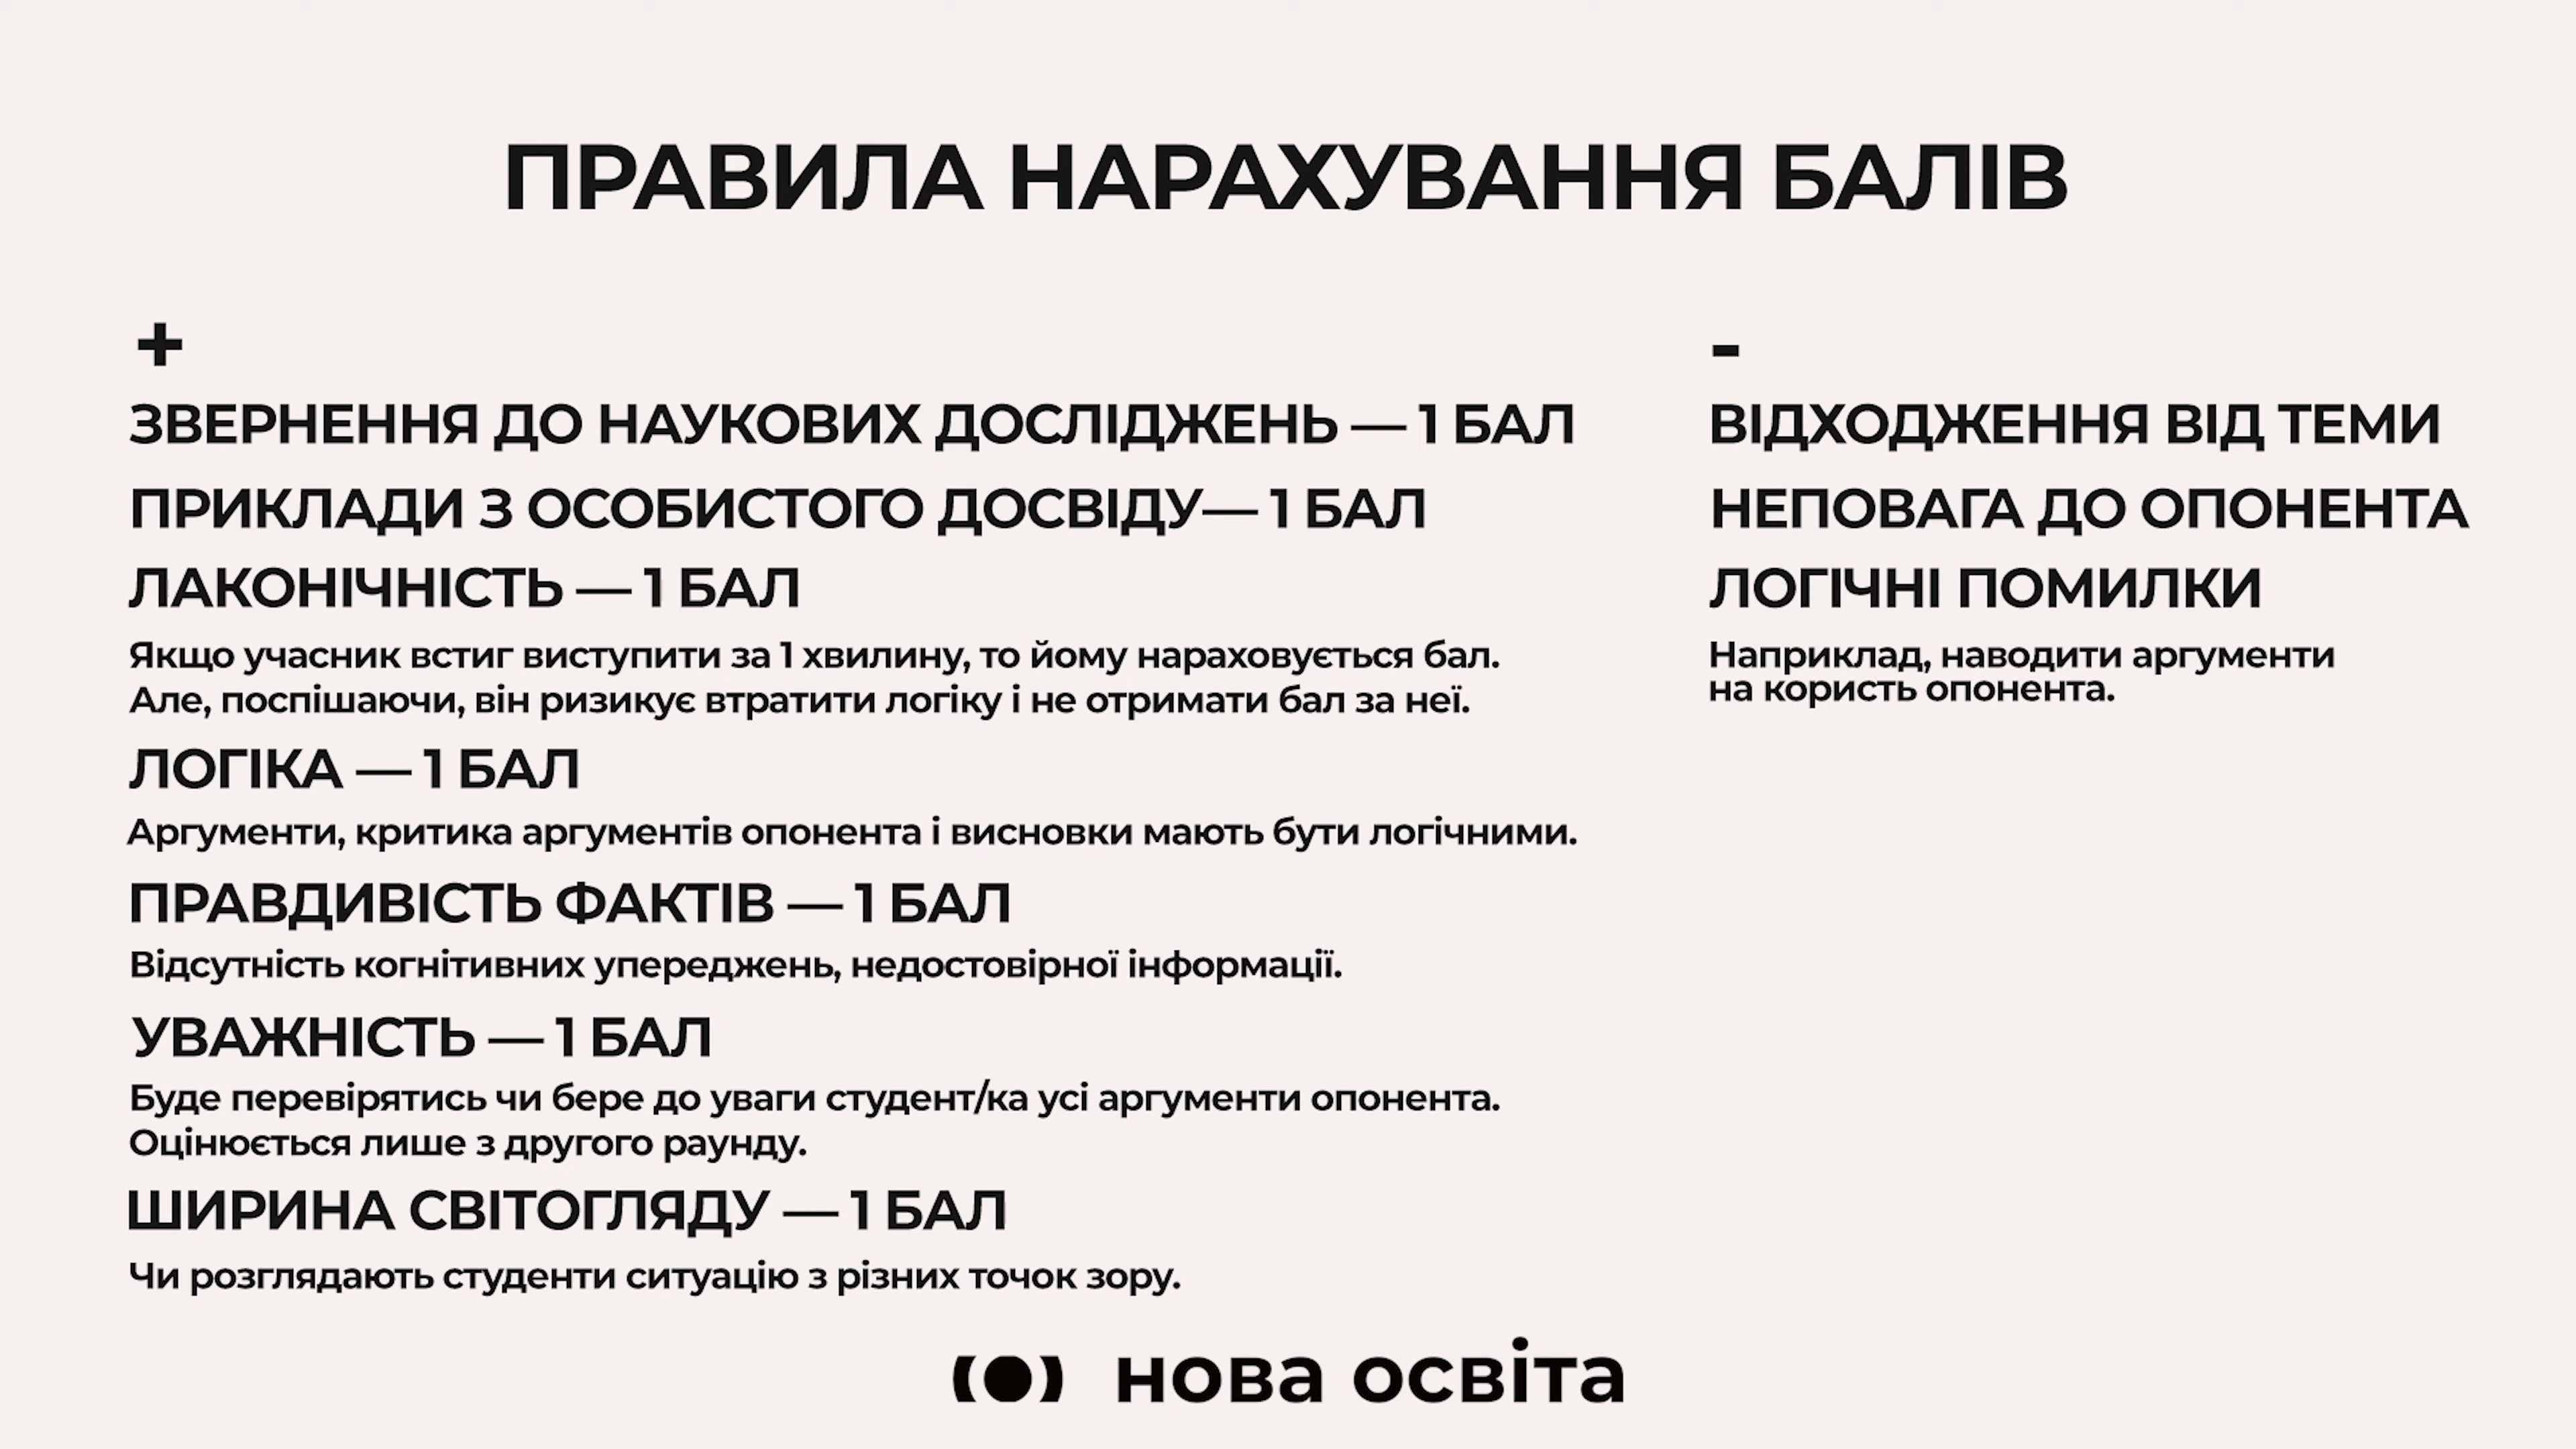 ПРАВИЛА НАРАХУВАННЯ БАЛІВ
+
ЗВЕРНЕННЯ ДО НАУКОВИХ ДОСЛІДЖЕНЬ — 1 БАЛ
ПРИКЛАДИ З ОСОБИСТОГО ДОСВІДУ— 1 БАЛ
ЛАКОНІЧНІСТЬ — 1 БАЛ
Якщо учасник встиг виступити за 1 хвилину, то йому нараховується бал.
Але, поспішаючи, він ризикує втратити логіку і не отримати бал за неї.
ЛОГІКА — 1 БАЛ
Аргументи, критика аргументів опонента і висновки мають бути логічними.
ПРАВДИВІСТЬ ФАКТІВ — 1 БАЛ
Відсутність когнітивних упереджень, недостовірної інформації.
УВАЖНІСТЬ — 1 БАЛ
Буде перевірятись чи бере до уваги студент/ка усі аргументи опонента.
Оцінюється лише з другого раунду.
ШИРИНА СВІТОГЛЯДУ — 1 БАЛ
Чи розглядають студенти ситуацію з різних точок зору.
-
ВІДХОДЖЕННЯ ВІД ТЕМИ
НЕПОВАГА ДО ОПОНЕНТА
ЛОГІЧНІ ПОМИЛКИ
Наприклад, наводити аргументи
на користь опонента.
нова освіта